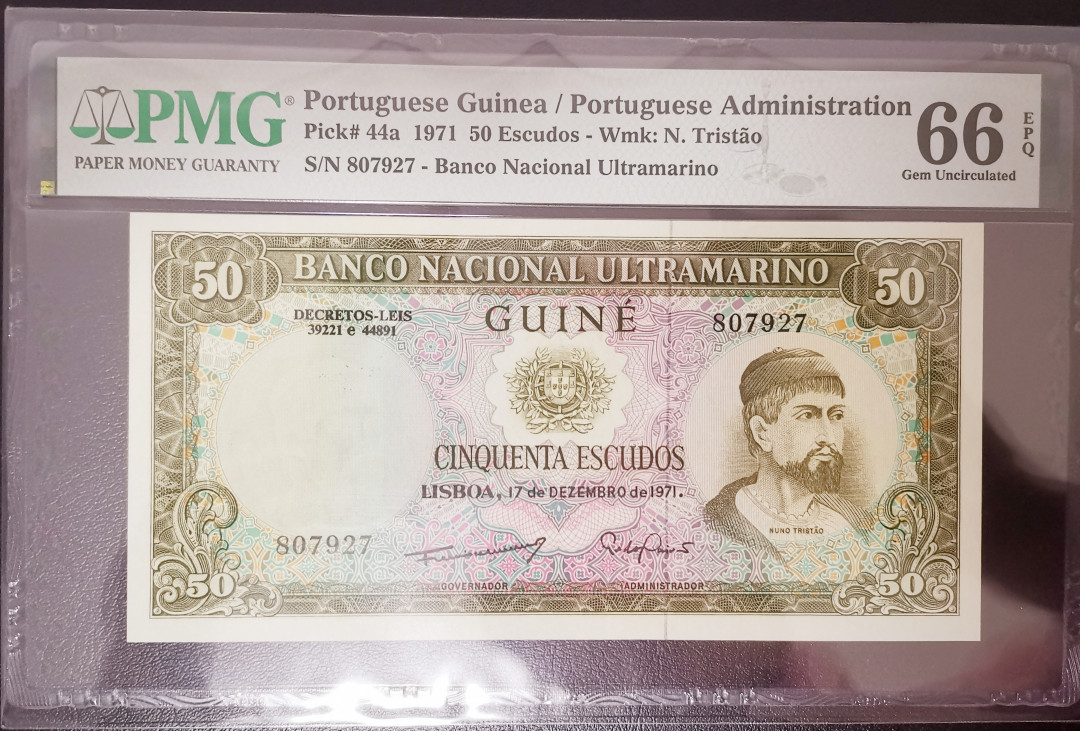 PMG®
PAPER MONEY GUARANTY
Portuguese Guinea / Portuguese Administration
Pick# 44a 1971 50 Escudos - Wmk: N. Tristão
S/N 807927 - Banco Nacional Ultramarino
66
EPQ
Gem Uncirculated
50 BANCO NACIONAL ULTRAMARINO 50
DECRETOS-LEIS
39221 e 44891
GUINÉ
807927
CINQUENTA ESCUDOS
LISBOA, 17 de DEZEMBRO de 1971.
NUNO TRISTÃO
807927
GOVERNADOR ADMINISTRADOR
50 50